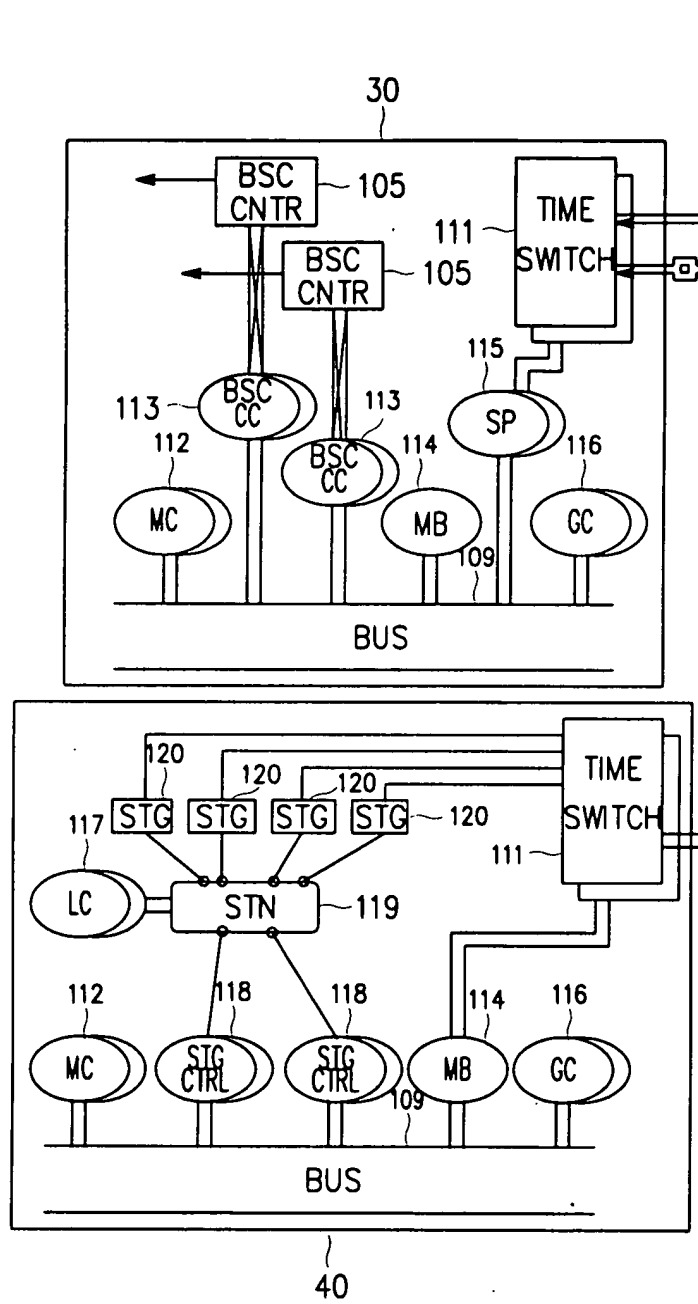 30
BSC
CNTR
105
TIME
SWITCH
111
BSC
CNTR
105
115
BSC
CC
113
113
SP
112
BSC
CC
114
116
MC
MB
GC
109
BUS
120
120
120
TIME
SWITCH
STG
STG
STG
STG
120
117
111
LC
STN
119
112
118
118
114
116
MC
STG
CTRL
STG
CTRL
MB
GC
109
BUS
40